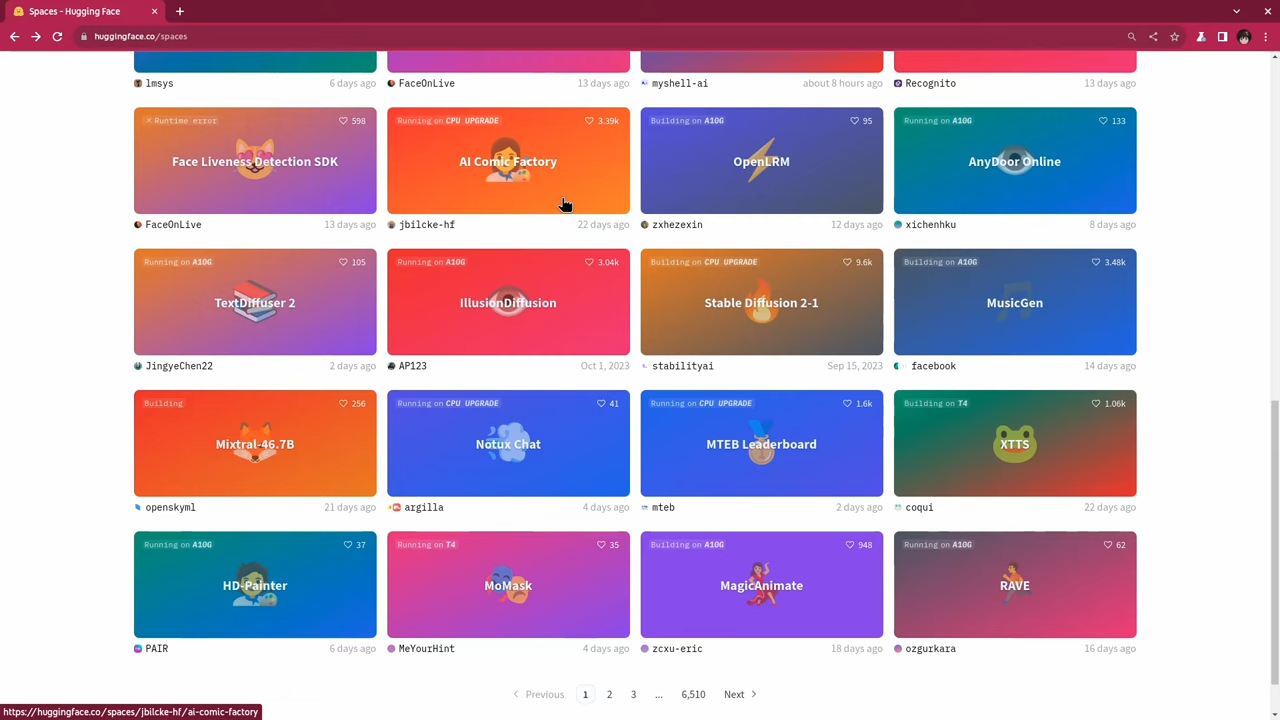 Spaces - Hugging Face
huggingface.co/spaces
lmsys 6 days ago
FaceOnLive 13 days ago
myshell-ai about 8 hours ago
Recognito 13 days ago
Runtime error 598
Face Liveness Detection SDK
FaceOnLive 13 days ago
Running on CPU UPGRADE 3.39k
AI Comic Factory
jbilcke-hf 22 days ago
Building on A10G 95
OpenLRM
zxhezexin 12 days ago
Running on A10G 133
AnyDoor Online
xichenhku 8 days ago
Running on A10G 105
TextDiffuser 2
JingyeChen22 2 days ago
Running on A10G 3.04k
IllusionDiffusion
AP123 Oct 1, 2023
Building on CPU UPGRADE 9.6k
Stable Diffusion 2-1
stabilityai Sep 15, 2023
Building on A10G 3.48k
MusicGen
facebook 14 days ago
Building 256
Mixtral-46.7B
openskyml 21 days ago
Running on CPU UPGRADE 41
Notux Chat
argilla 4 days ago
Running on CPU UPGRADE 1.6k
MTEB Leaderboard
mteb 2 days ago
Building on T4 1.06k
XTTS
coqui 22 days ago
Running on A10G 37
HD-Painter
PAIR 6 days ago
Running on T4 35
MoMask
MeYourHint 4 days ago
Building on A10G 948
MagicAnimate
zcxu-eric 18 days ago
Running on A10G 62
RAVE
ozgurkara 16 days ago
Previous 1 2 3 ... 6,510 Next
https://huggingface.co/spaces/jbilcke-hf/ai-comic-factory